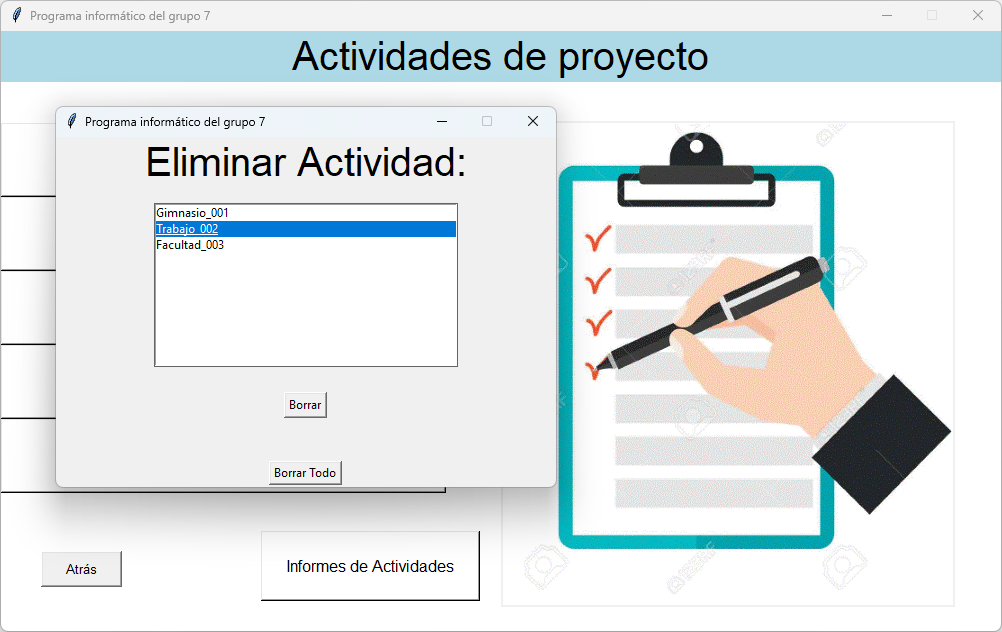 Programa informático del grupo 7
Actividades de proyecto
Programa informático del grupo 7
Eliminar Actividad:
Gimnasio_001
Trabajo_002
Facultad_003
Borrar
Borrar Todo
Atrás
Informes de Actividades